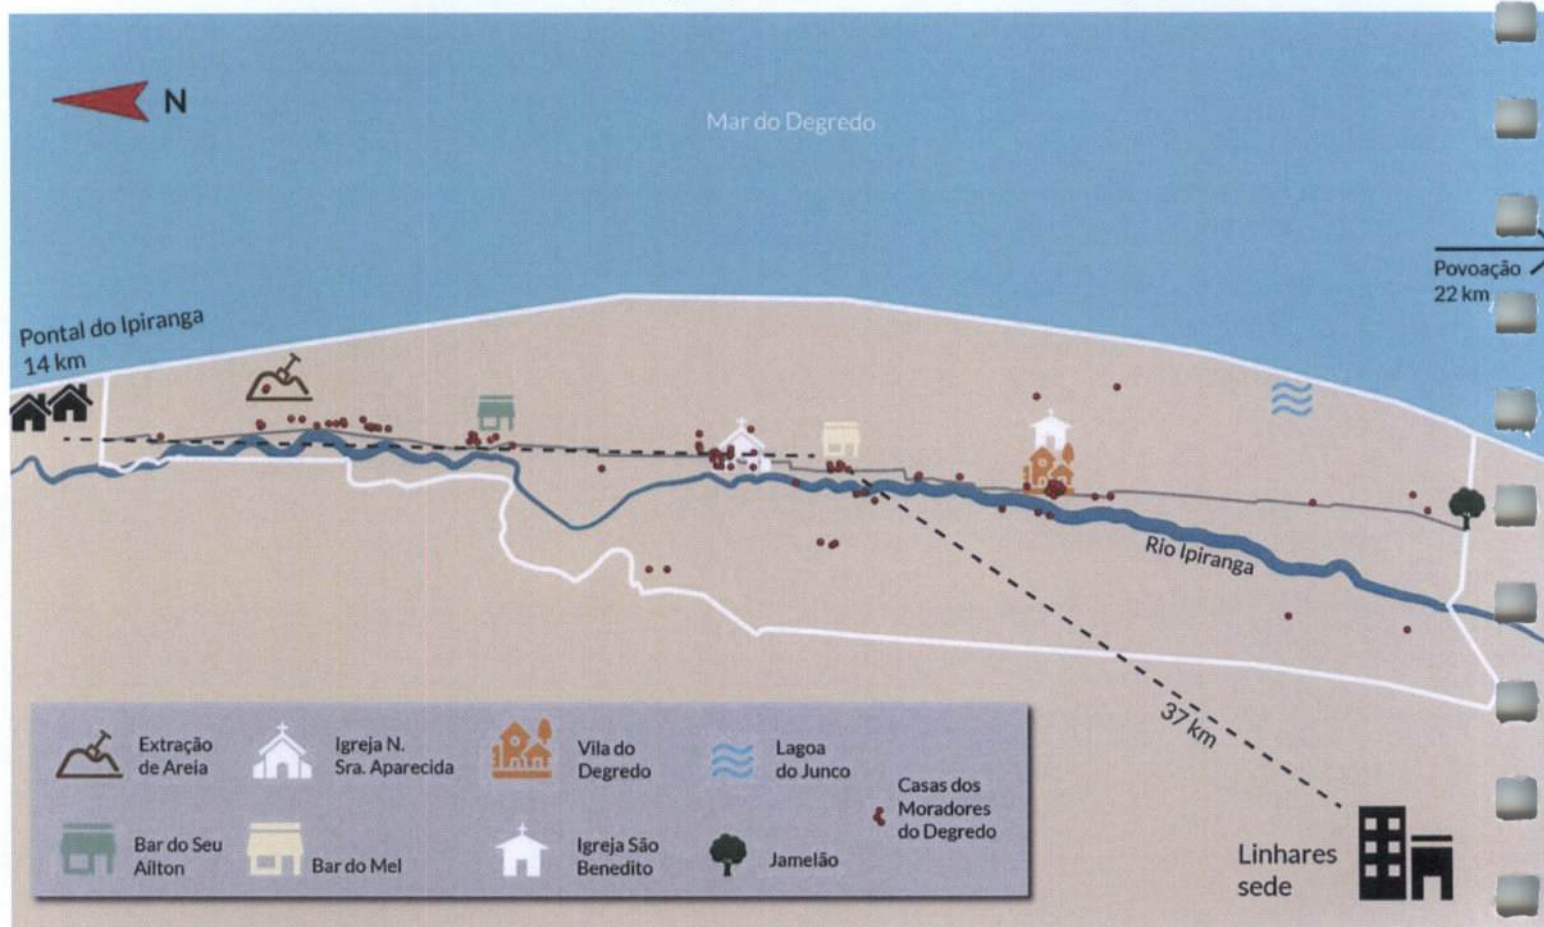 N
Mar do Degredo
Povoação
22 km
Pontal do Ipiranga
14 km
Rio Ipiranga
37 km
Linhares
sede
Extração
de Areia
Igreja N.
Sra. Aparecida
Vila do
Degredo
Lagoa
do Junco
Casas dos
Moradores
do Degredo
Bar do Seu
Aílton
Bar do Mel
Igreja São
Benedito
Jamelão